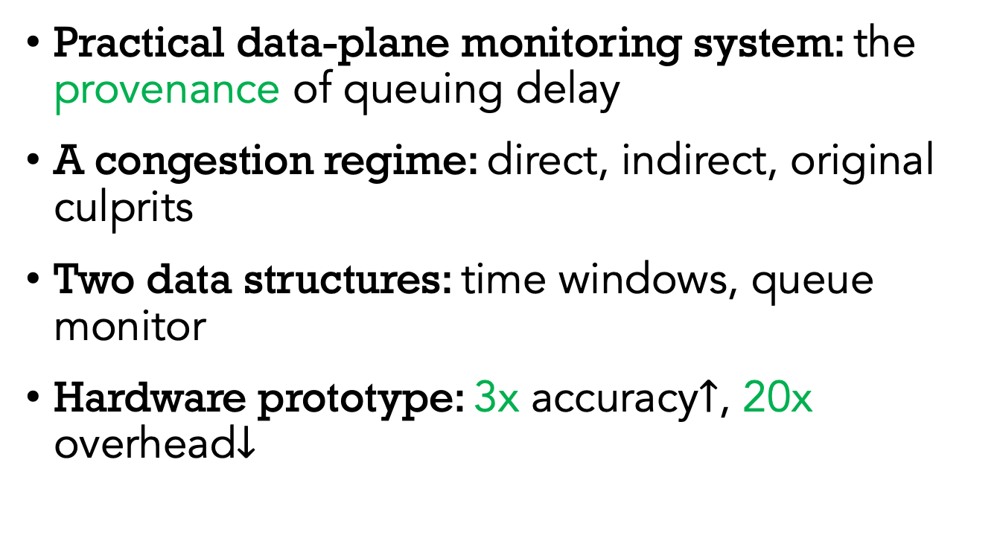 • Practical data-plane monitoring system: the
provenance of queuing delay
• A congestion regime: direct, indirect, original
culprits
• Two data structures: time windows, queue
monitor
• Hardware prototype: 3x accuracy↑, 20x
overhead↓